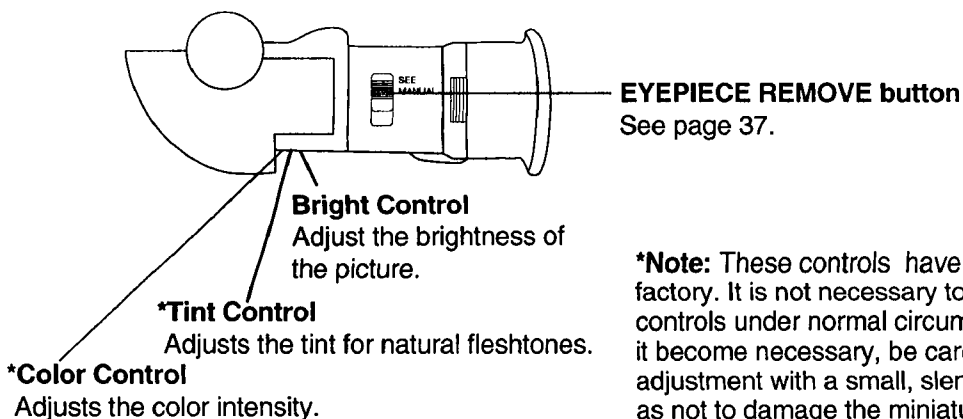 SEE
MANUAL
EYEPIECE REMOVE button
See page 37.
Bright Control
Adjust the brightness of
the picture.
*Tint Control
Adjusts the tint for natural fleshtones.
*Color Control
Adjusts the color intensity.
*Note: These controls have
factory. It is not necessary to
controls under normal circum
it become necessary, be care
adjustment with a small, slen
as not to damage the miniatu